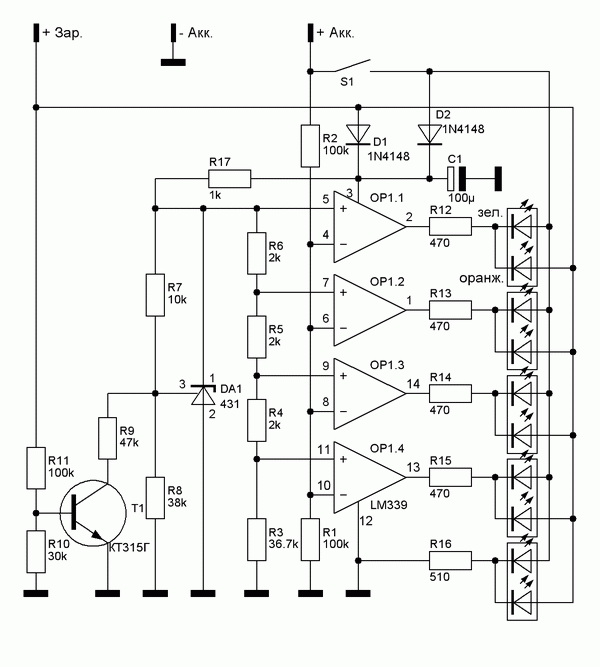 + Зар. - Акк. + Акк.
S1
R2
100k
D1
1N4148
D2
1N4148
R17
1k
C1
100µ
3
OP1.1
5
+
4
−
2
R12
470
зел.
R6
2k
R7
10k
оранж.
OP1.2
7
+
6
−
1
R13
470
R5
2k
OP1.3
9
+
8
−
14
R14
470
3
1
DA1
431
2
R4
2k
R9
47k
OP1.4
11
+
10
−
13
R15
470
LM339
12
R11
100k
T1
КТ315Г
R8
38k
R10
30k
R3
36.7k
R1
100k
R16
510